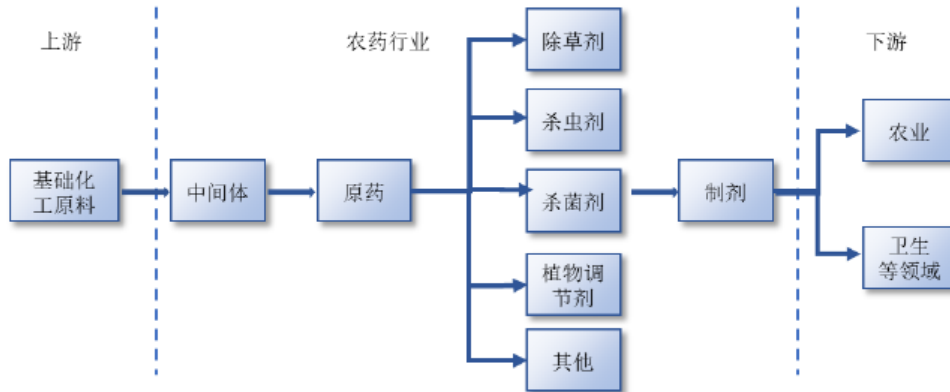 上游
农药行业
下游
除草剂
杀虫剂
农业
基础化
工原料
中间体
原药
杀菌剂
制剂
卫生
等领域
植物调
节剂
其他